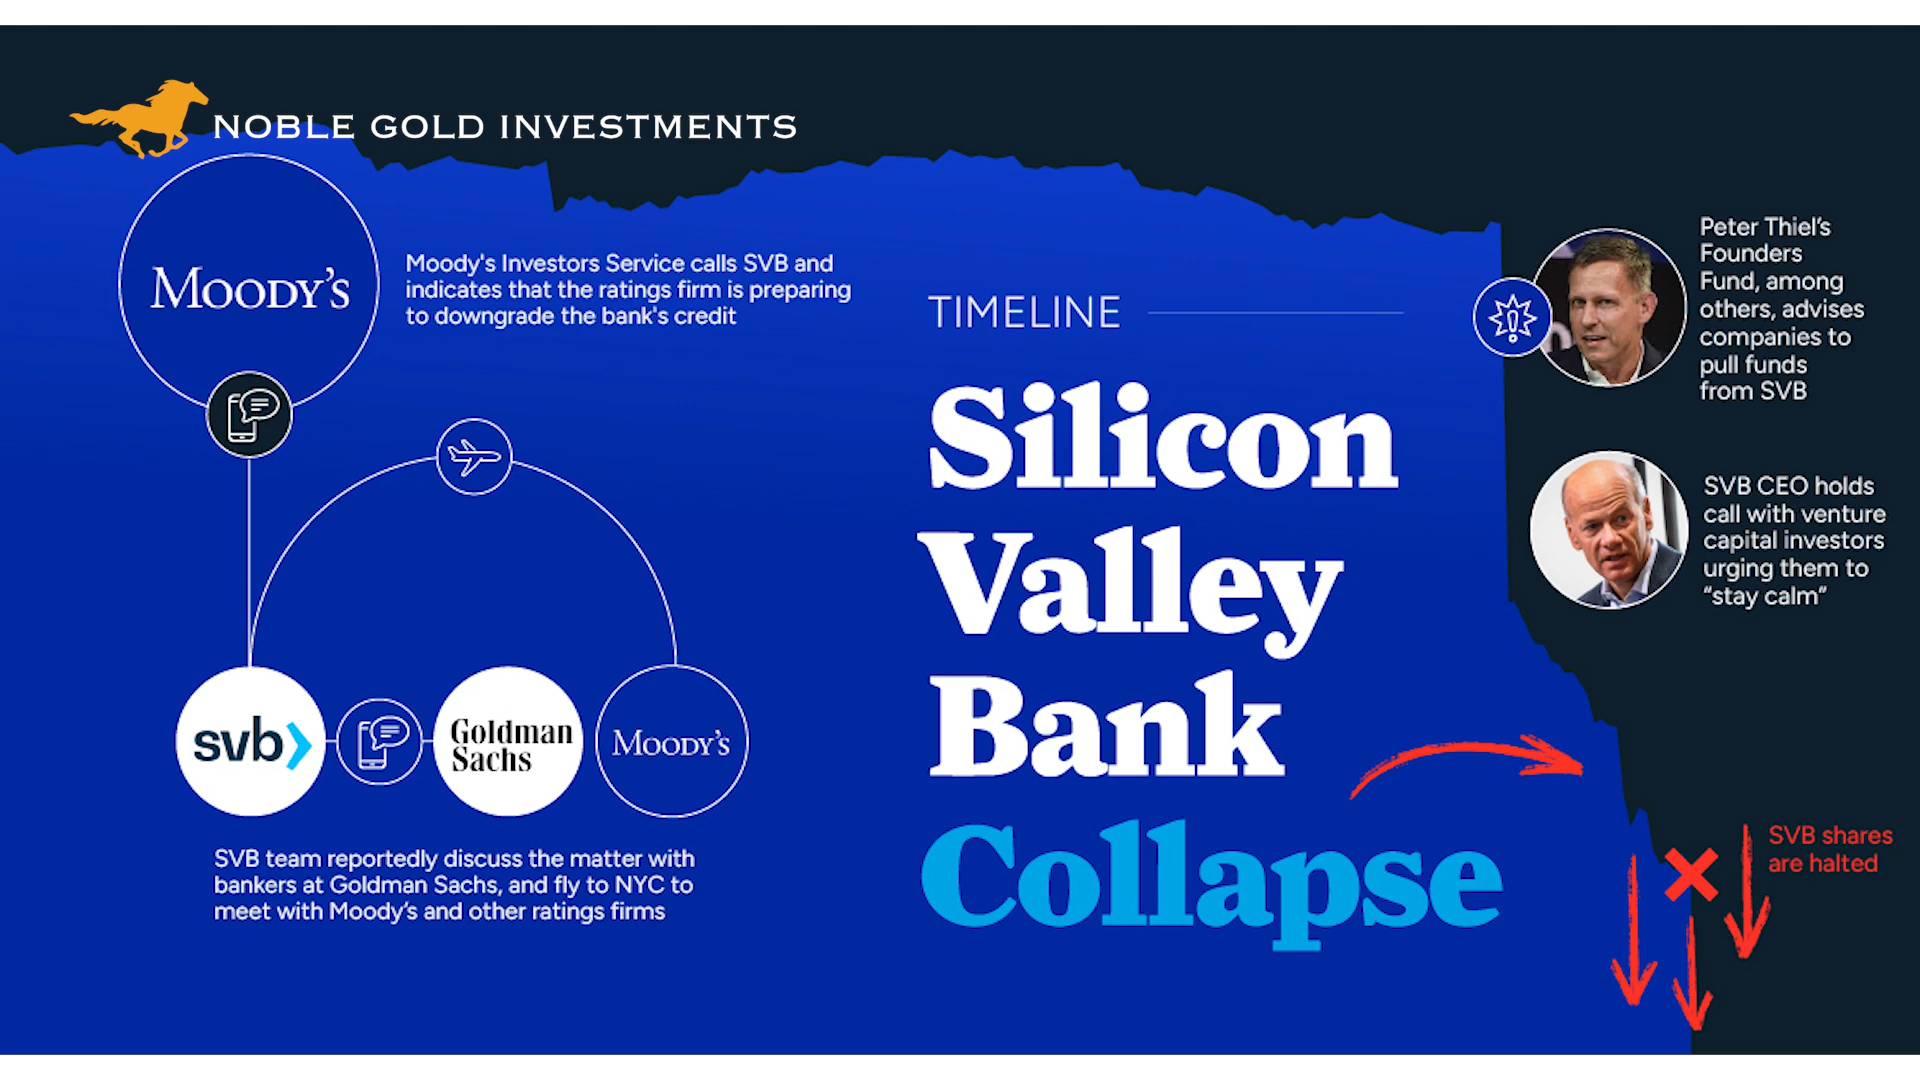 NOBLE GOLD INVESTMENTS
MOODY'S
Moody's Investors Service calls SVB and
indicates that the ratings firm is preparing
to downgrade the bank's credit
svb
Goldman
Sachs
MOODY'S
SVB team reportedly discuss the matter with
bankers at Goldman Sachs, and fly to NYC to
meet with Moody's and other ratings firms
TIMELINE
Silicon
Valley
Bank
Collapse
Peter Thiel's
Founders
Fund, among
others, advises
companies to
pull funds
from SVB
SVB CEO holds
call with venture
capital investors
urging them to
"stay calm"
SVB shares
are halted